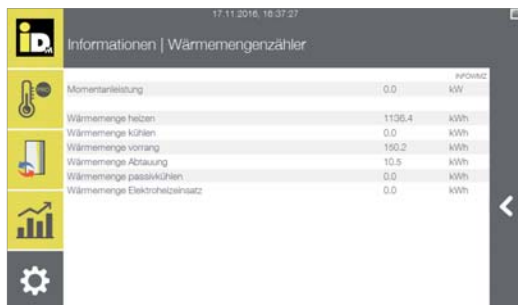 17.11.2016, 16:37:27
iDM
Informationen | Wärmemengenzähler
INFOWMZ
Momentanleistung 0.0 kW
Wärmemenge heizen 1136.4 kWh
Wärmemenge kühlen 0.0 kWh
Wärmemenge vorrang 150.2 kWh
Wärmemenge Abtauung 10.5 kWh
Wärmemenge passivkühlen 0.0 kWh
Wärmemenge Elektroheizeinsatz 0.0 kWh
PRO